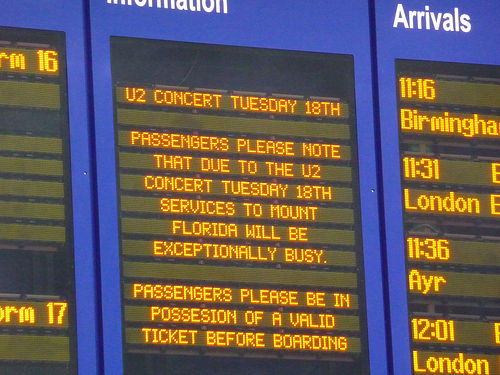 Information
Arrivals
rm 16
orm 17
U2 CONCERT TUESDAY 18TH
PASSENGERS PLEASE NOTE
THAT DUE TO THE U2
CONCERT TUESDAY 18TH
SERVICES TO MOUNT
FLORIDA WILL BE
EXCEPTIONALLY BUSY.
PASSENGERS PLEASE BE IN
POSSESION OF A VALID
TICKET BEFORE BOARDING
11:16
Birmingha
11:31 E
London E
11:36
Ayr
12:01 E
London